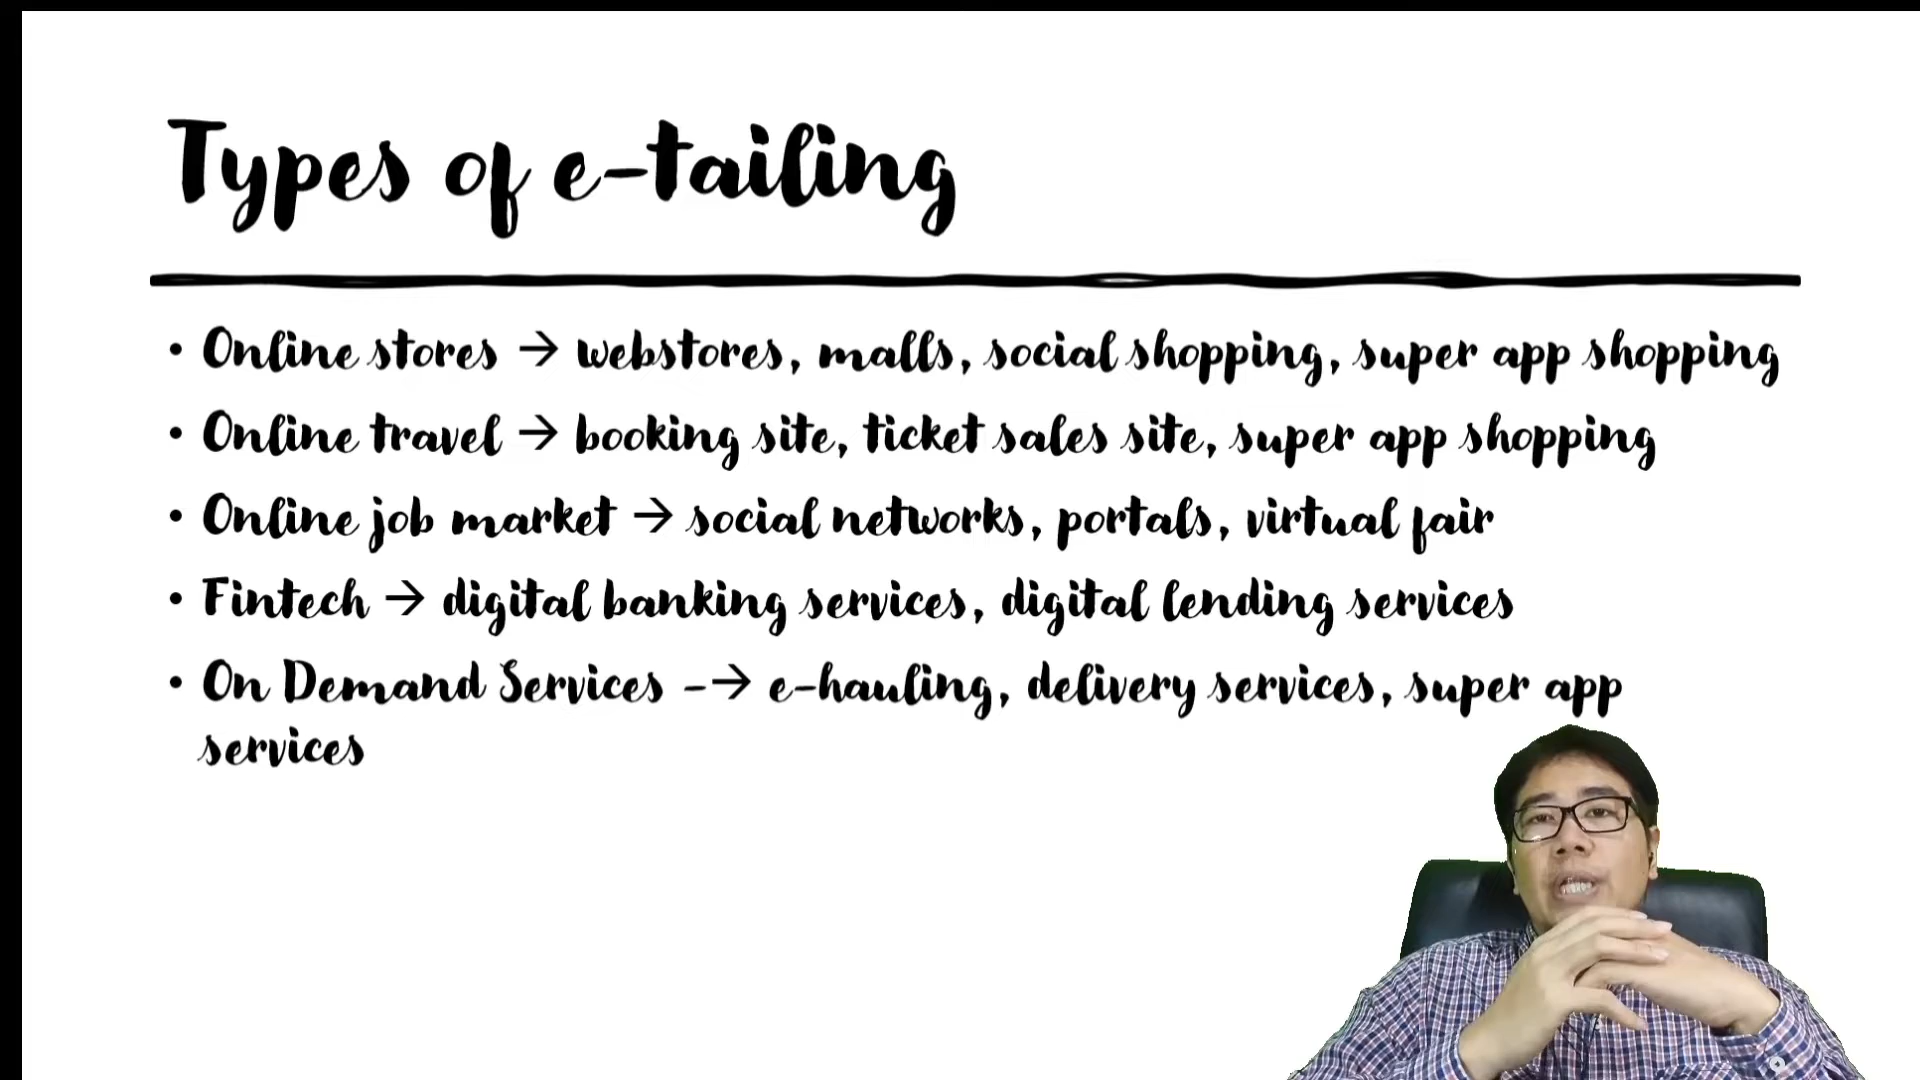 Types of e-tailing
• Online stores → webstores, malls, social shopping, super app shopping
• Online travel → booking site, ticket sales site, super app shopping
• Online job market → social networks, portals, virtual fair
• Fintech → digital banking services, digital lending services
• On Demand Services -→ e-hauling, delivery services, super app
services